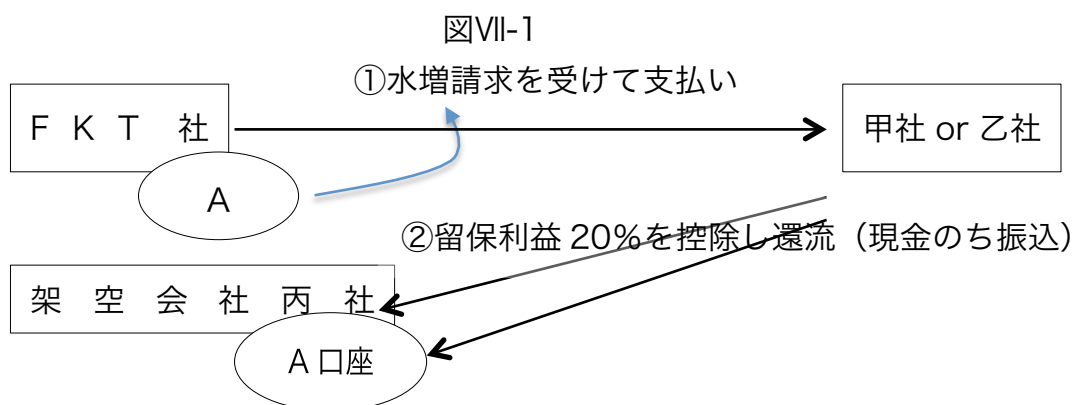 図Ⅶ-1
①水増請求を受けて支払い
FKT 社
甲社 or 乙社
A
②留保利益 20%を控除し還流（現金のち振込）
架 空 会 社 丙 社
A 口座